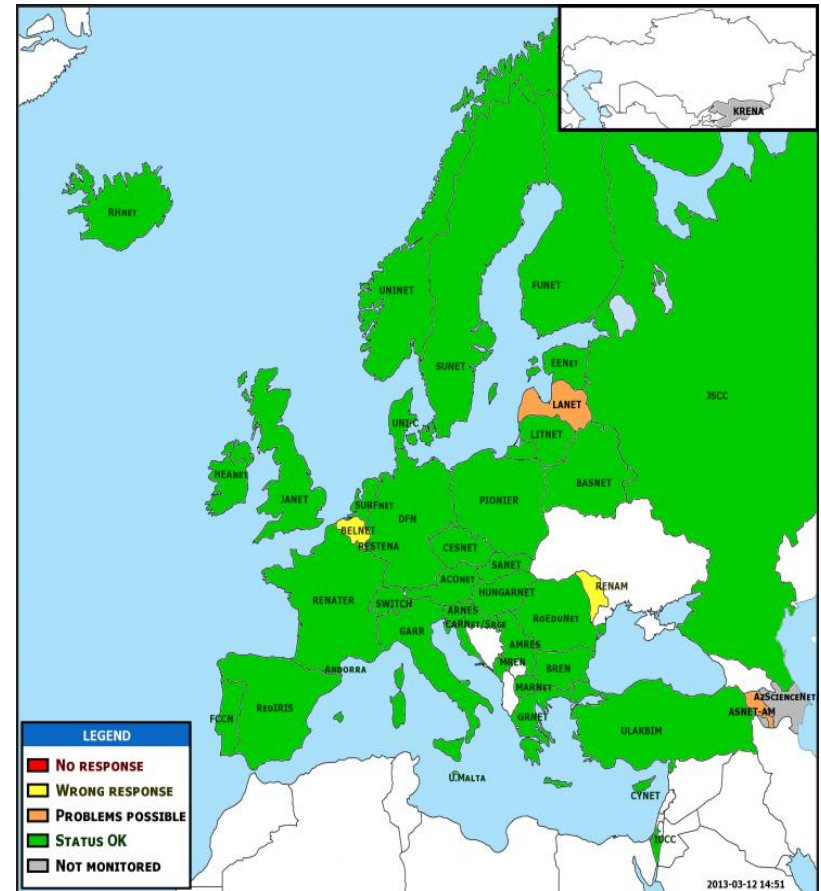 KRENA
RHNET
UNINET
FUNET
SUNET
EENET
JSCC
LANET
UNI•C
LITNET
HEANET
BASNET
JANET
SURFNET
PIONIER
DFN
BELNET
RESTENA
CESNET
SANET
RENAM
ACONET
HUNGARNET
RENATER
SWITCH
ARNES
ROEDUNET
CARNET/SRCE
GARR
AMRES
MREN
BREN
ANDORRA
MARNET
AZSCIENCENET
REDIRIS
ASNET-AM
FCCN
GRNET
ULAKBIM
LEGEND
NO RESPONSE
U.MALTA
WRONG RESPONSE
CYNET
PROBLEMS POSSIBLE
STATUS OK
IUCC
NOT MONITORED
2013-03-12 14:51